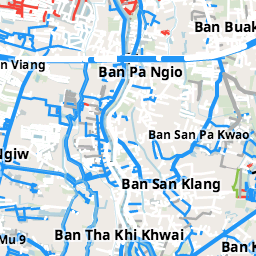 Ban Buak
n Viang
Ban Pa Ngio
Ban San Pa Kwao
Ngiw
Ban San Klang
Ban Tha Khi Khwai
Mu 9
Ban K